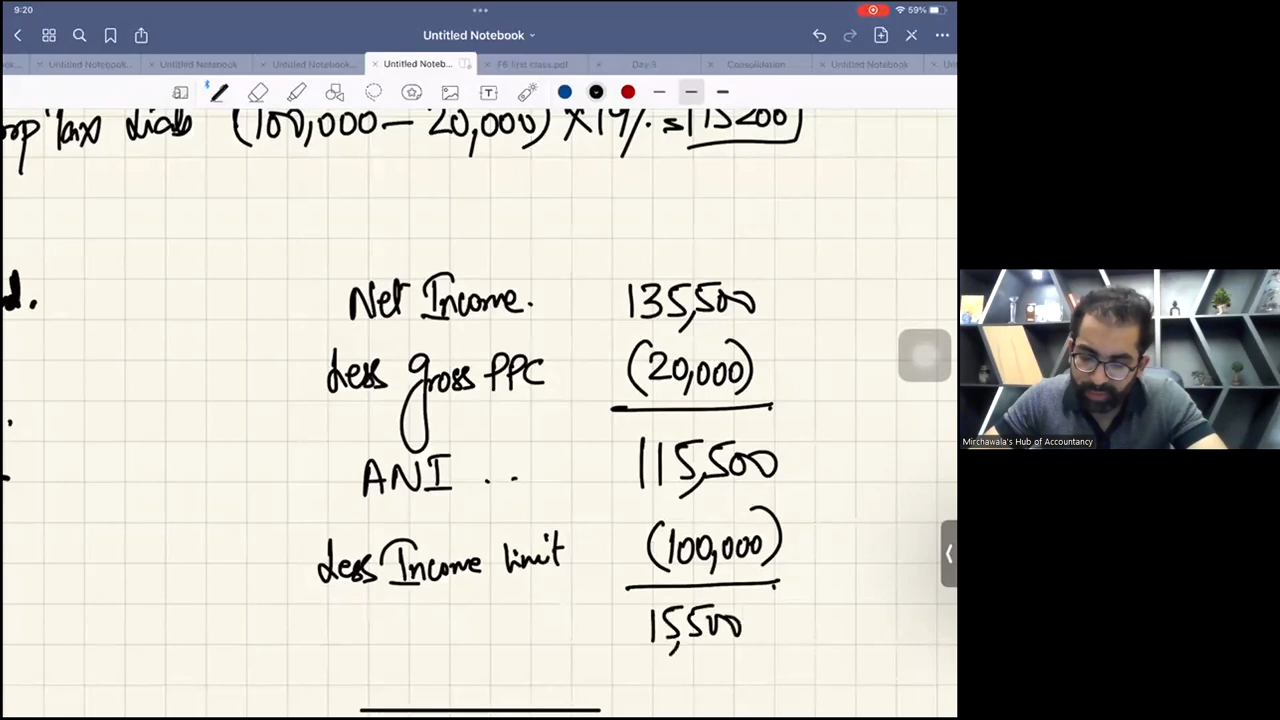 9:20
59%
Untitled Notebook
Untitled Notebook...
Untitled Notebook
Untitled Notebook...
Untitled Noteb...
F6 first class.pdf
Day 3
Consolidation
Untitled Notebook
Tax Liab (100,000 - 20,000) × 19% = 15200
Net Income. 135,500
Less gross PPC (20,000)
ANI .. 115,500
Less Income limit (100,000)
15,500
Mirchawala's Hub of Accountancy